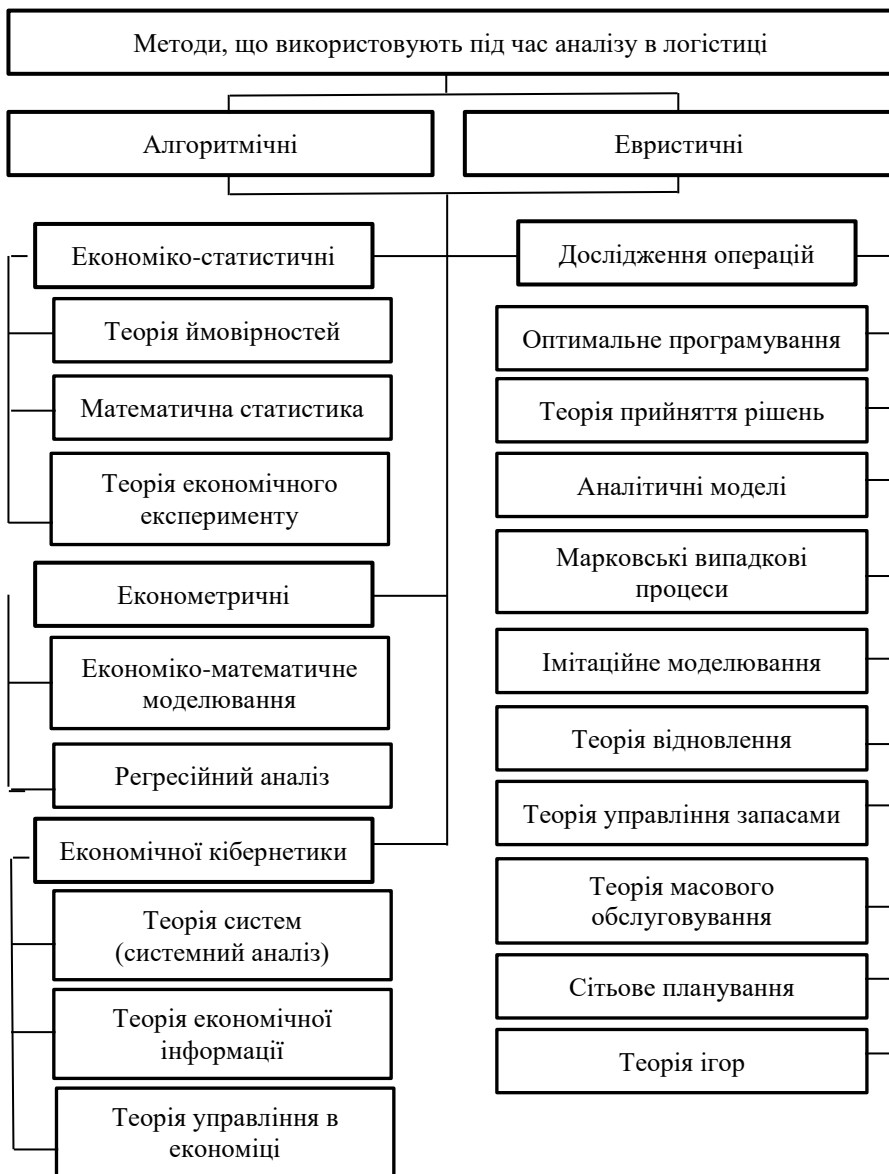 Методи, що використовують під час аналізу в логістиці
Алгоритмічні
Евристичні
Економіко-статистичні
Теорія ймовірностей
Математична статистика
Теорія економічного
експерименту
Економетричні
Економіко-математичне
моделювання
Регресійний аналіз
Економічної кібернетики
Теорія систем
(системний аналіз)
Теорія економічної
інформації
Теорія управління в
економіці
Дослідження операцій
Оптимальне програмування
Теорія прийняття рішень
Аналітичні моделі
Марковські випадкові
процеси
Імітаційне моделювання
Теорія відновлення
Теорія управління запасами
Теорія масового
обслуговування
Сітьове планування
Теорія ігор